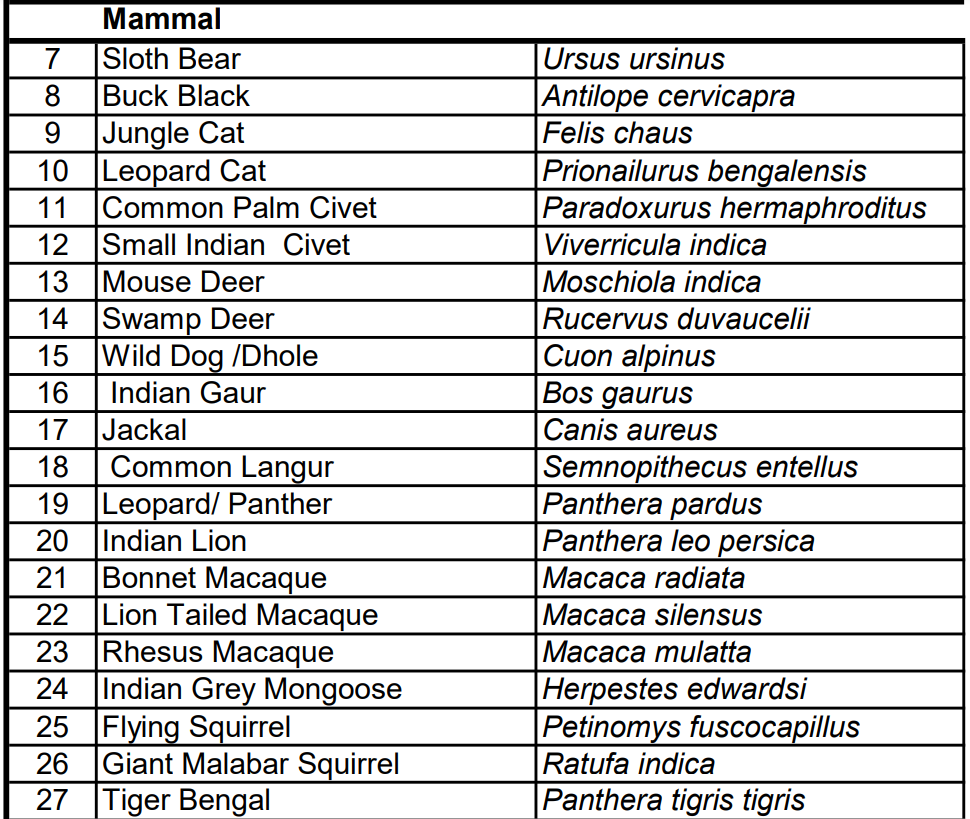 Mammal
7 Sloth Bear Ursus ursinus
8 Buck Black Antilope cervicapra
9 Jungle Cat Felis chaus
10 Leopard Cat Prionailurus bengalensis
11 Common Palm Civet Paradoxurus hermaphroditus
12 Small Indian  Civet Viverricula indica
13 Mouse Deer Moschiola indica
14 Swamp Deer Rucervus duvaucelii
15 Wild Dog /Dhole Cuon alpinus
16 Indian Gaur Bos gaurus
17 Jackal Canis aureus
18 Common Langur Semnopithecus entellus
19 Leopard/ Panther Panthera pardus
20 Indian Lion Panthera leo persica
21 Bonnet Macaque Macaca radiata
22 Lion Tailed Macaque Macaca silensus
23 Rhesus Macaque Macaca mulatta
24 Indian Grey Mongoose Herpestes edwardsi
25 Flying Squirrel Petinomys fuscocapillus
26 Giant Malabar Squirrel Ratufa indica
27 Tiger Bengal Panthera tigris tigris